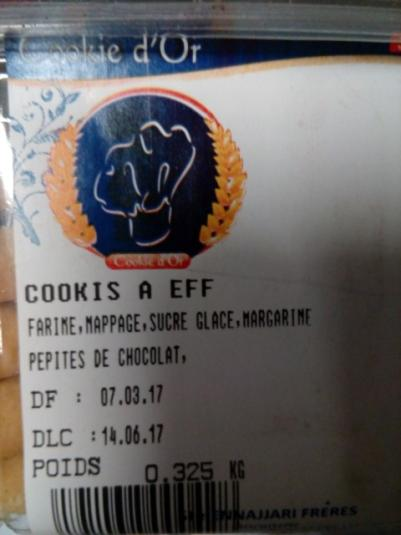 Cookie d'Or
Cookie d'Or
COOKIS A EFF
FARINE,NAPPAGE,SUCRE GLACE,MARGARINE
PEPITES DE CHOCOLAT,
DF : 07.03.17
DLC :14.06.17
POIDS 0.325 KG
ENNAJJARI FRÈRES